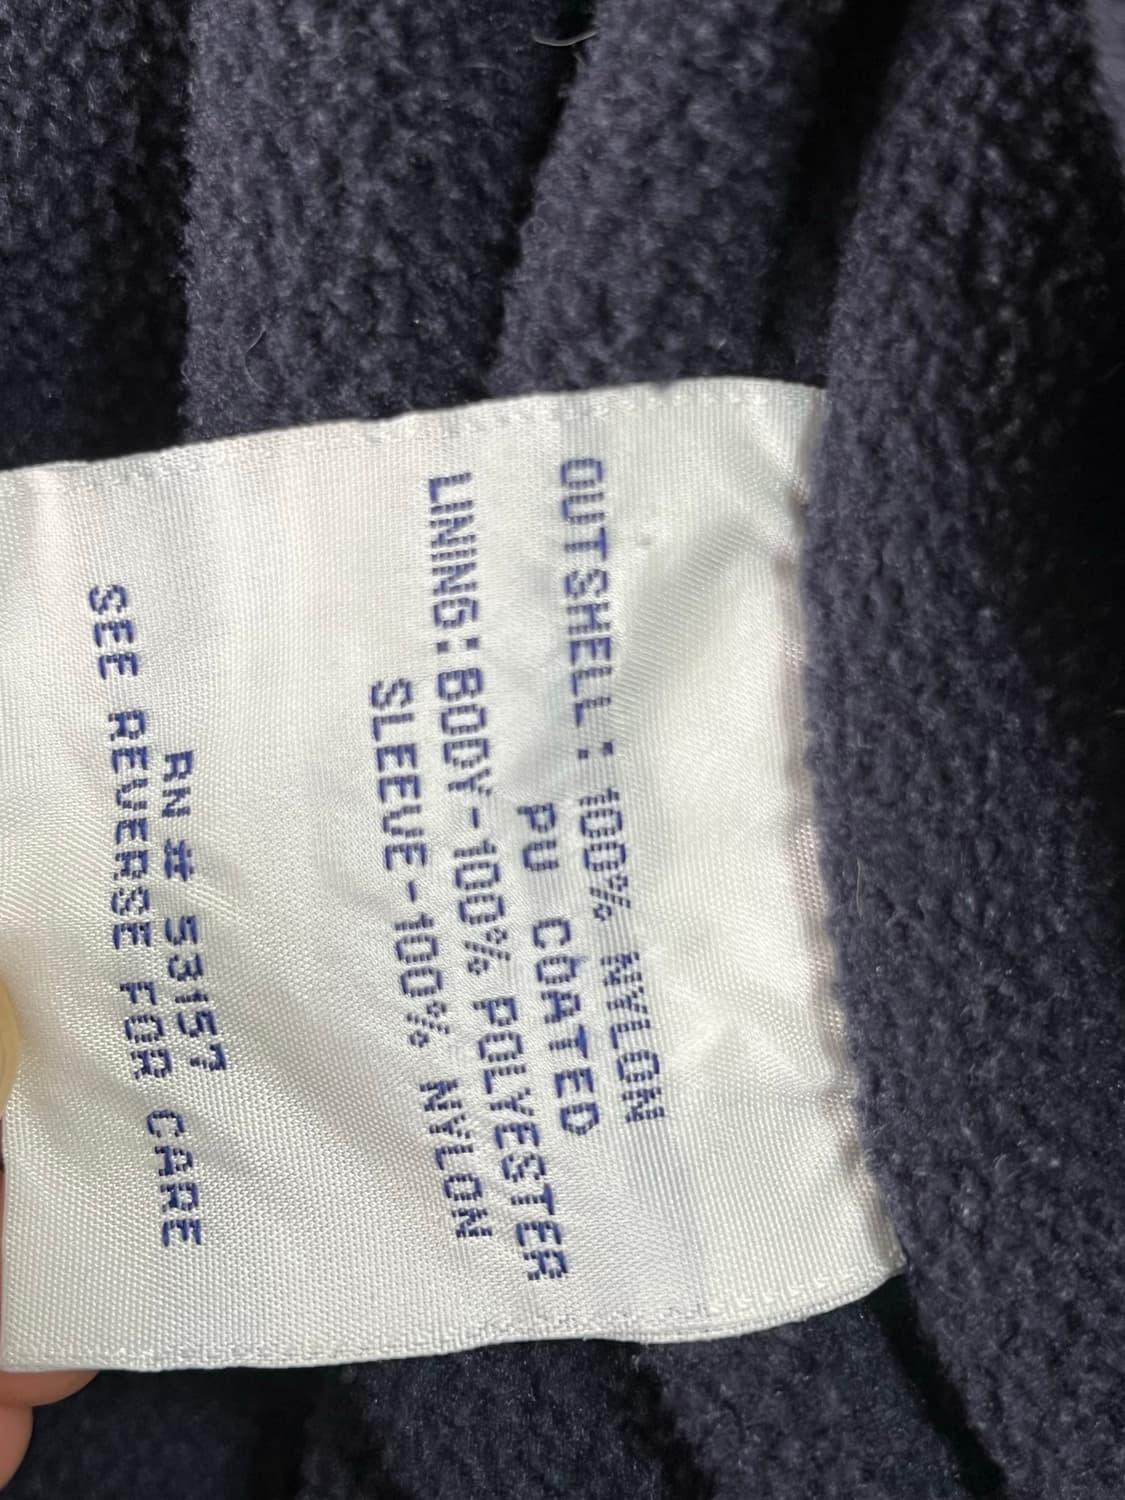 OUTSHELL: 100% NYLON
PU COATED
LINING: BODY-100% POLYESTER
SLEEVE-100% NYLON
RN # 53157
SEE REVERSE FOR CARE